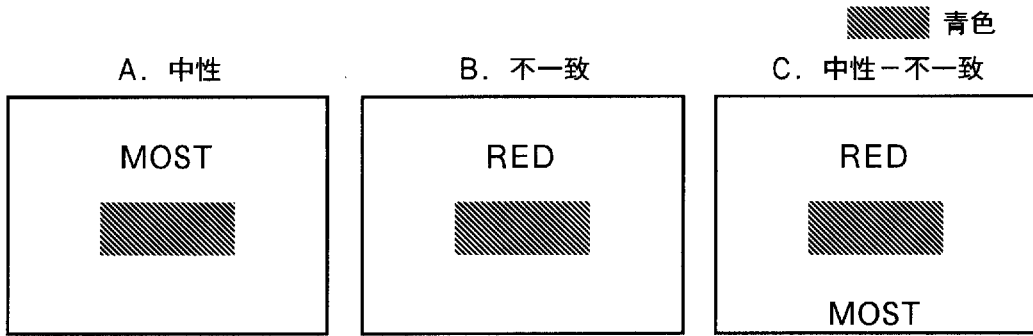 青色
A. 中性
B. 不一致
C. 中性－不一致
MOST
RED
RED
MOST